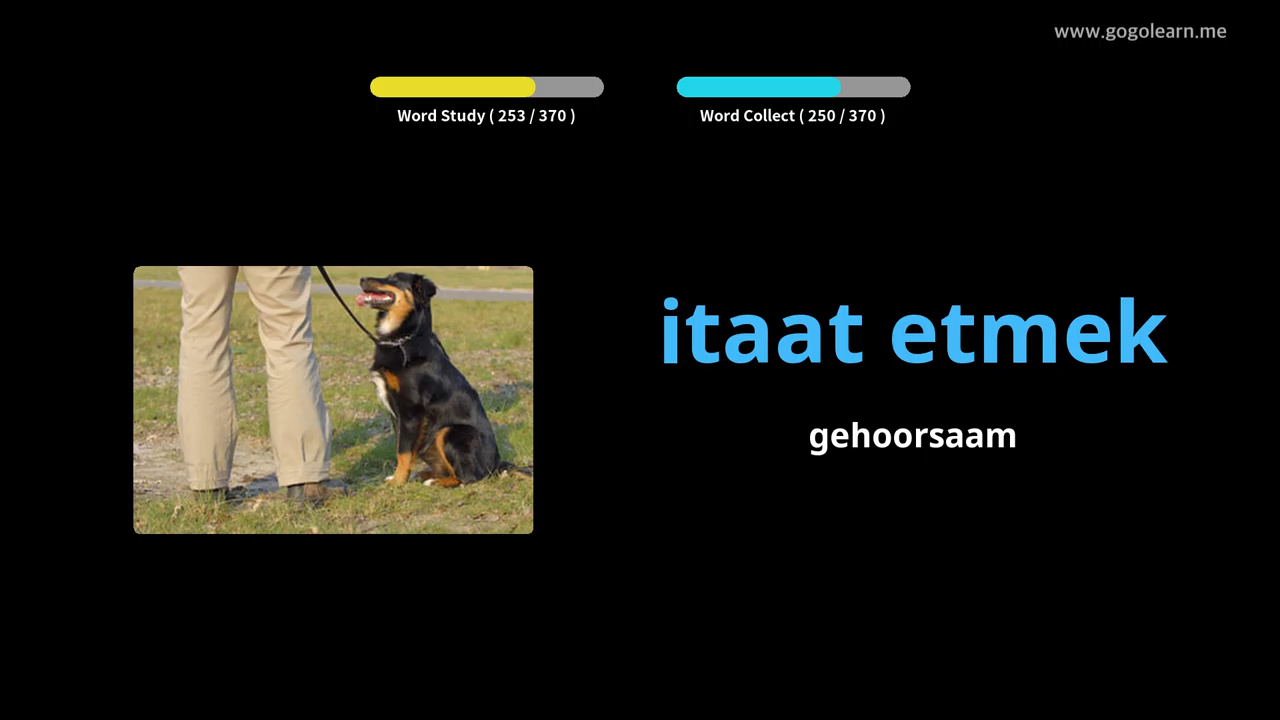 www.gogolearn.me
Word Study ( 253 / 370 )
Word Collect ( 250 / 370 )
itaat etmek
gehoorsaam